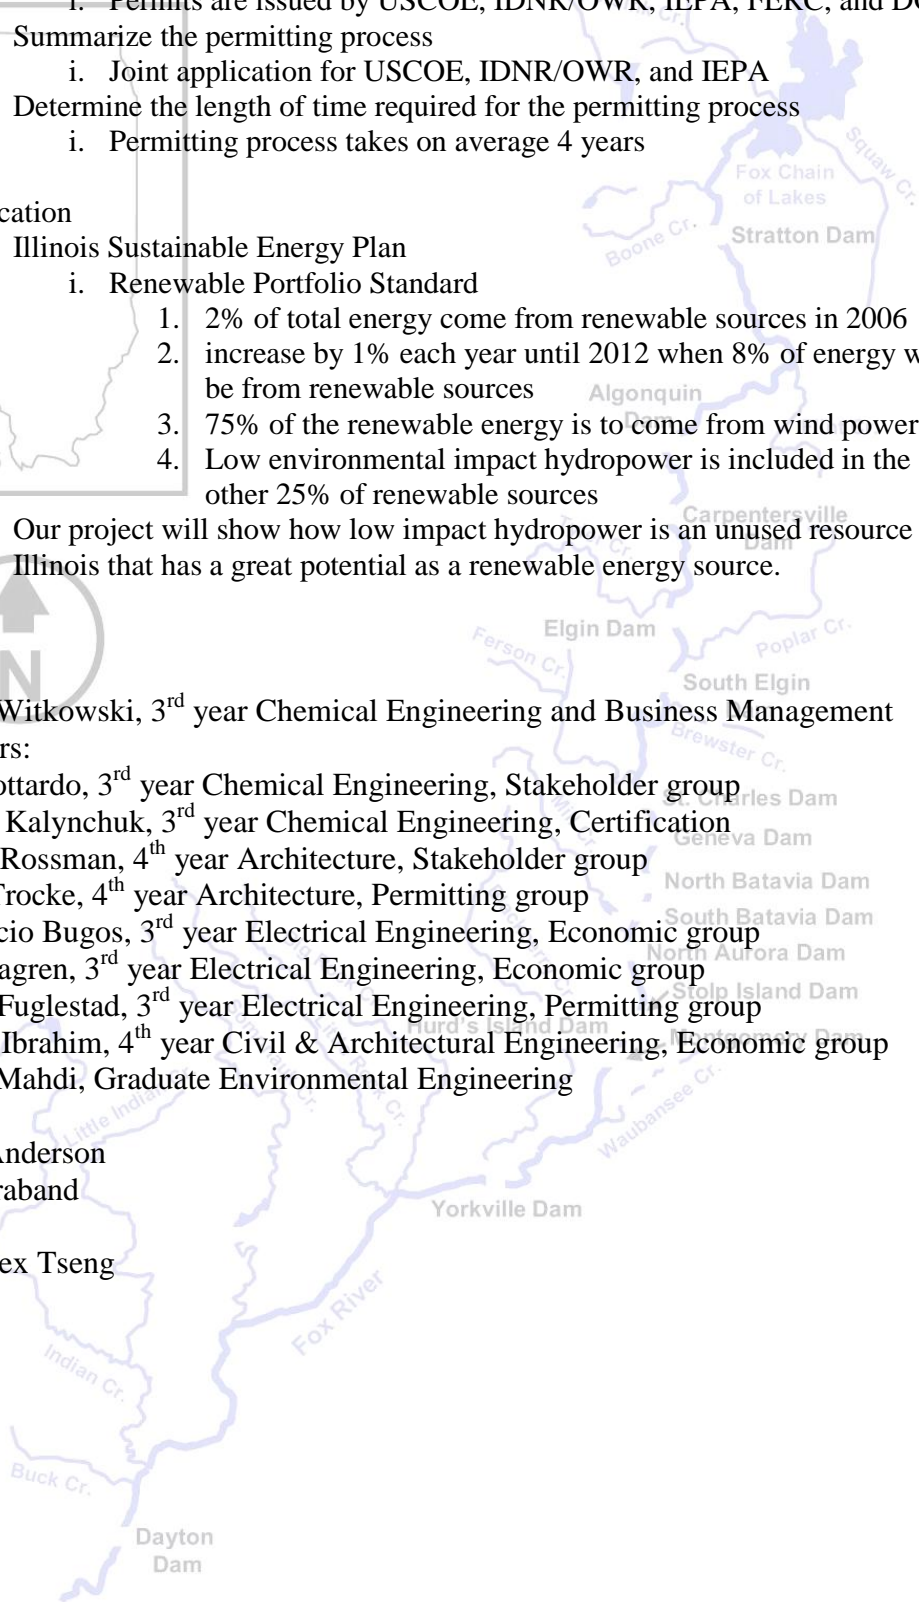 i. Permits are issued by USCOE, IDNR/OWR, IEPA, FERC, and
Summarize the permitting process
i. Joint application for USCOE, IDNR/OWR, and IEPA
Determine the length of time required for the permitting process
i. Permitting process takes on average 4 years
Squaw Cr.
Fox Chain
of Lakes
Boone Cr.
Stratton Dam
Illinois Sustainable Energy Plan
i. Renewable Portfolio Standard
1. 2% of total energy come from renewable sources in 2006
2. increase by 1% each year until 2012 when 8% of energy
be from renewable sources
Algonquin
Dam
3. 75% of the renewable energy is to come from wind power
4. Low environmental impact hydropower is included in the
other 25% of renewable sources
Carpentersville
Dam
Our project will show how low impact hydropower is an unused resource
Illinois that has a great potential as a renewable energy source.
N
Elgin Dam
Ferson Cr.
Poplar Cr.
South Elgin
Dam
Brewster Cr.
Witkowski, 3rd year Chemical Engineering and Business Management
3rd year Chemical Engineering, Stakeholder group
St. Charles Dam
Kalynchuk, 3rd year Chemical Engineering, Certification
Geneva Dam
Rossman, 4th year Architecture, Stakeholder group
Trocke, 4th year Architecture, Permitting group
North Batavia Dam
South Batavia Dam
Bugos, 3rd year Electrical Engineering, Economic group
North Aurora Dam
3rd year Electrical Engineering, Economic group
Stolp Island Dam
Fuglestad, 3rd year Electrical Engineering, Permitting group
Hurd's Island Dam
Montgomery Dam
Ibrahim, 4th year Civil & Architectural Engineering, Economic group
Mahdi, Graduate Environmental Engineering
Little Indian Cr.
Waubansee Cr.
Anderson
Yorkville Dam
Tseng
Fox River
Indian Cr.
Buck Cr.
Dayton
Dam